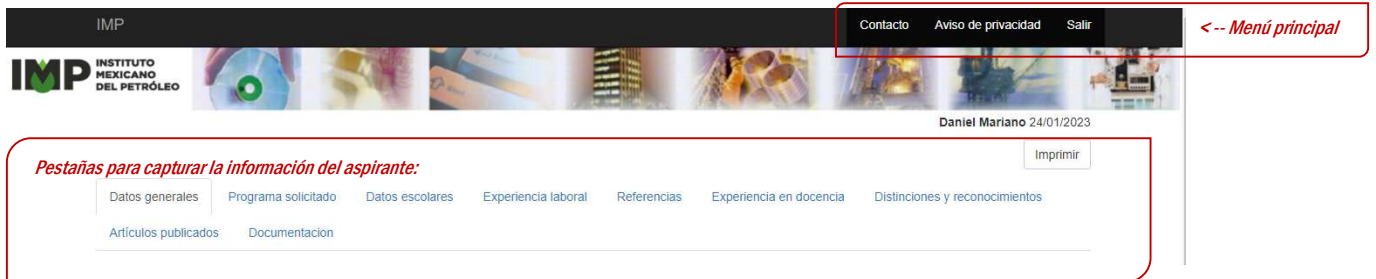 IMP
Contacto Aviso de privacidad Salir
< -- Menú principal
IMP INSTITUTO
MEXICANO
DEL PETRÓLEO
Daniel Mariano 24/01/2023
Imprimir
Pestañas para capturar la información del aspirante:
Datos generales Programa solicitado Datos escolares Experiencia laboral Referencias Experiencia en docencia Distinciones y reconocimientos
Artículos publicados Documentacion